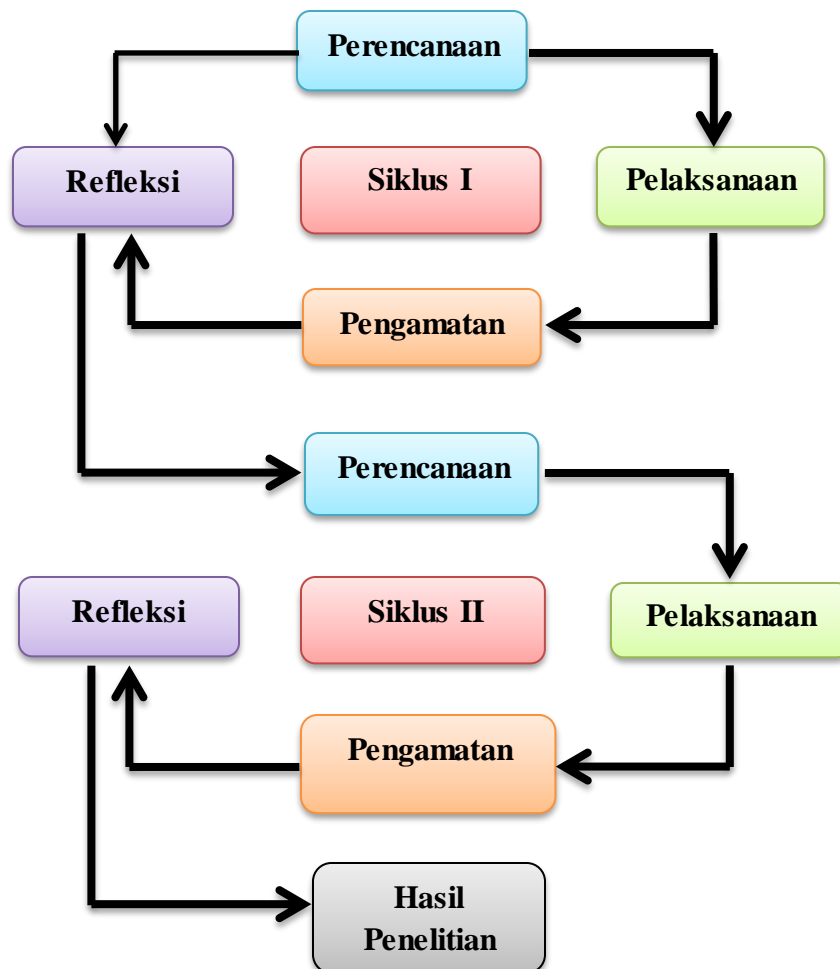 Perencanaan
Refleksi
Siklus I
Pelaksanaan
Pengamatan
Perencanaan
Refleksi
Siklus II
Pelaksanaan
Pengamatan
Hasil
Penelitian